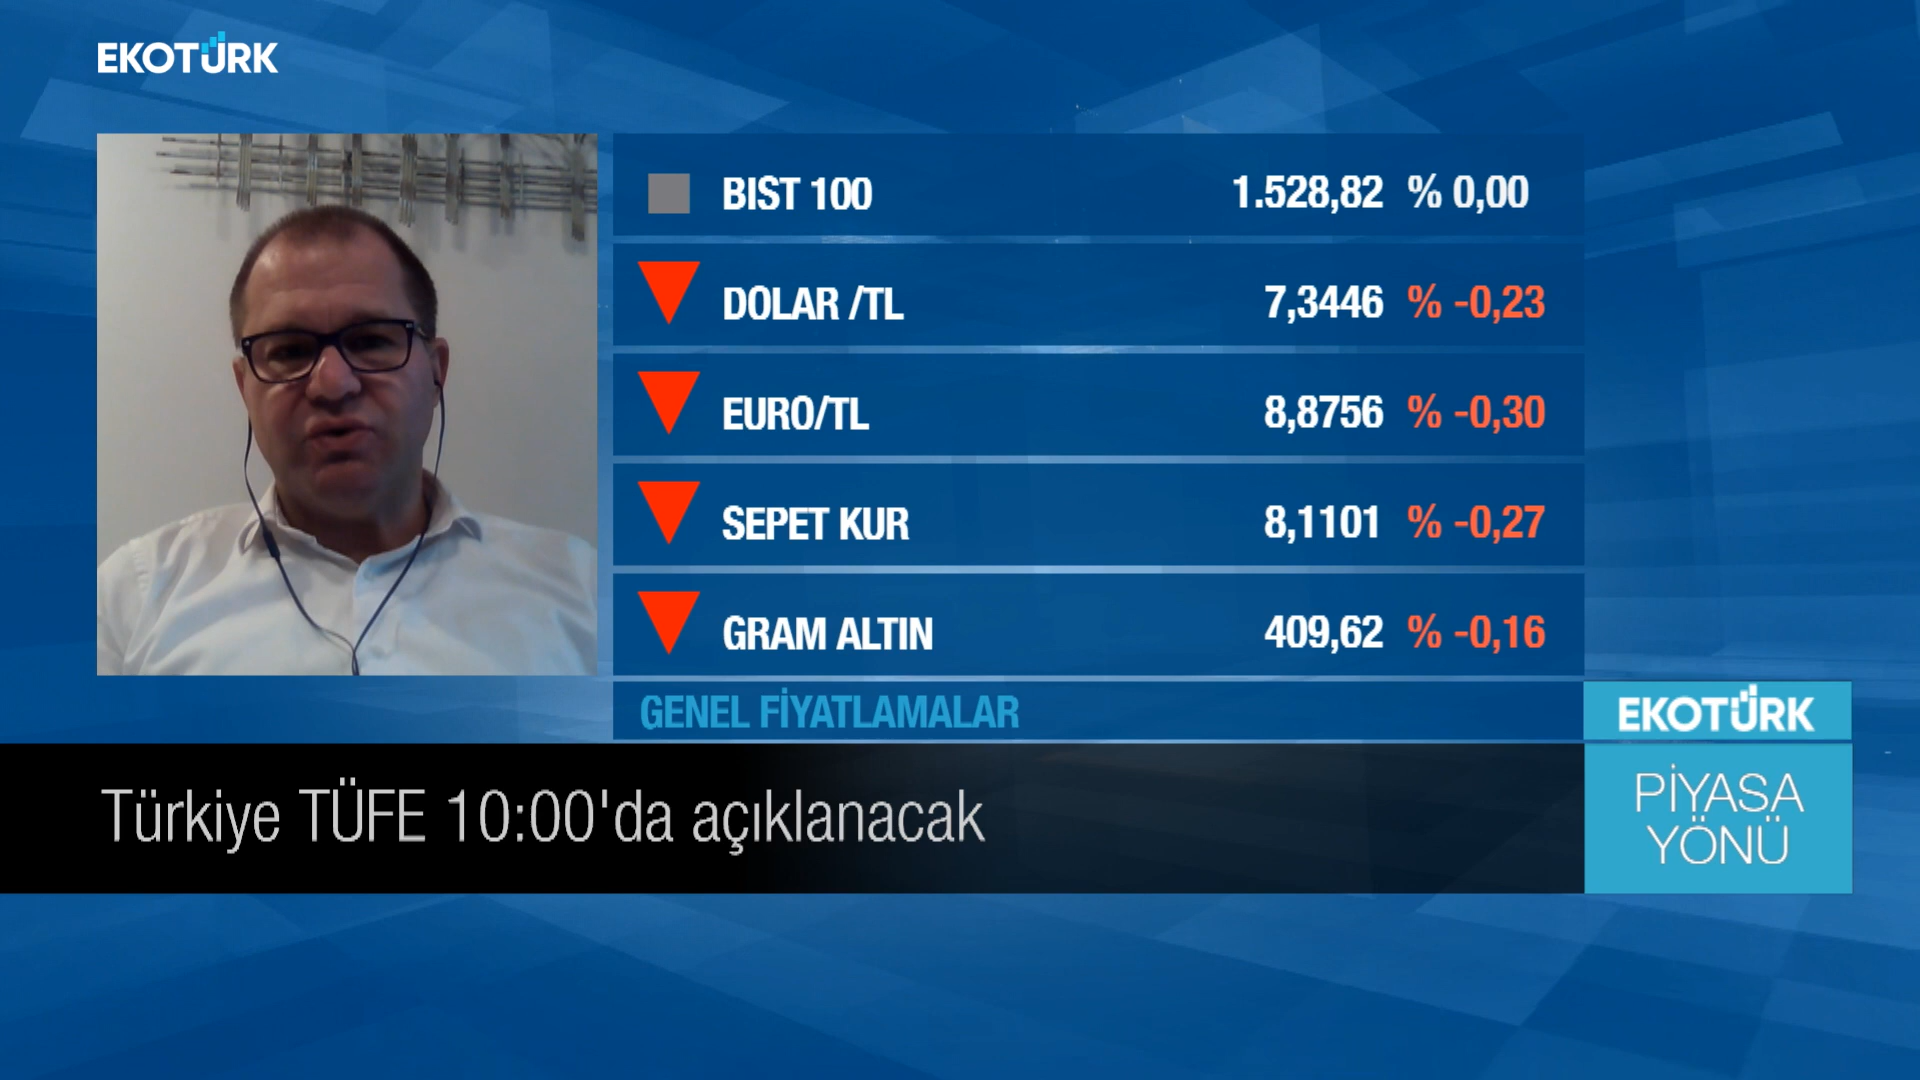 EKOTÜRK
BIST 100 1.528,82 % 0,00
DOLAR /TL 7,3446 % -0,23
EURO/TL 8,8756 % -0,30
SEPET KUR 8,1101 % -0,27
GRAM ALTIN 409,62 % -0,16
GENEL FİYATLAMALAR
EKOTÜRK
Türkiye TÜFE 10:00'da açıklanacak
PİYASA
YÖNÜ